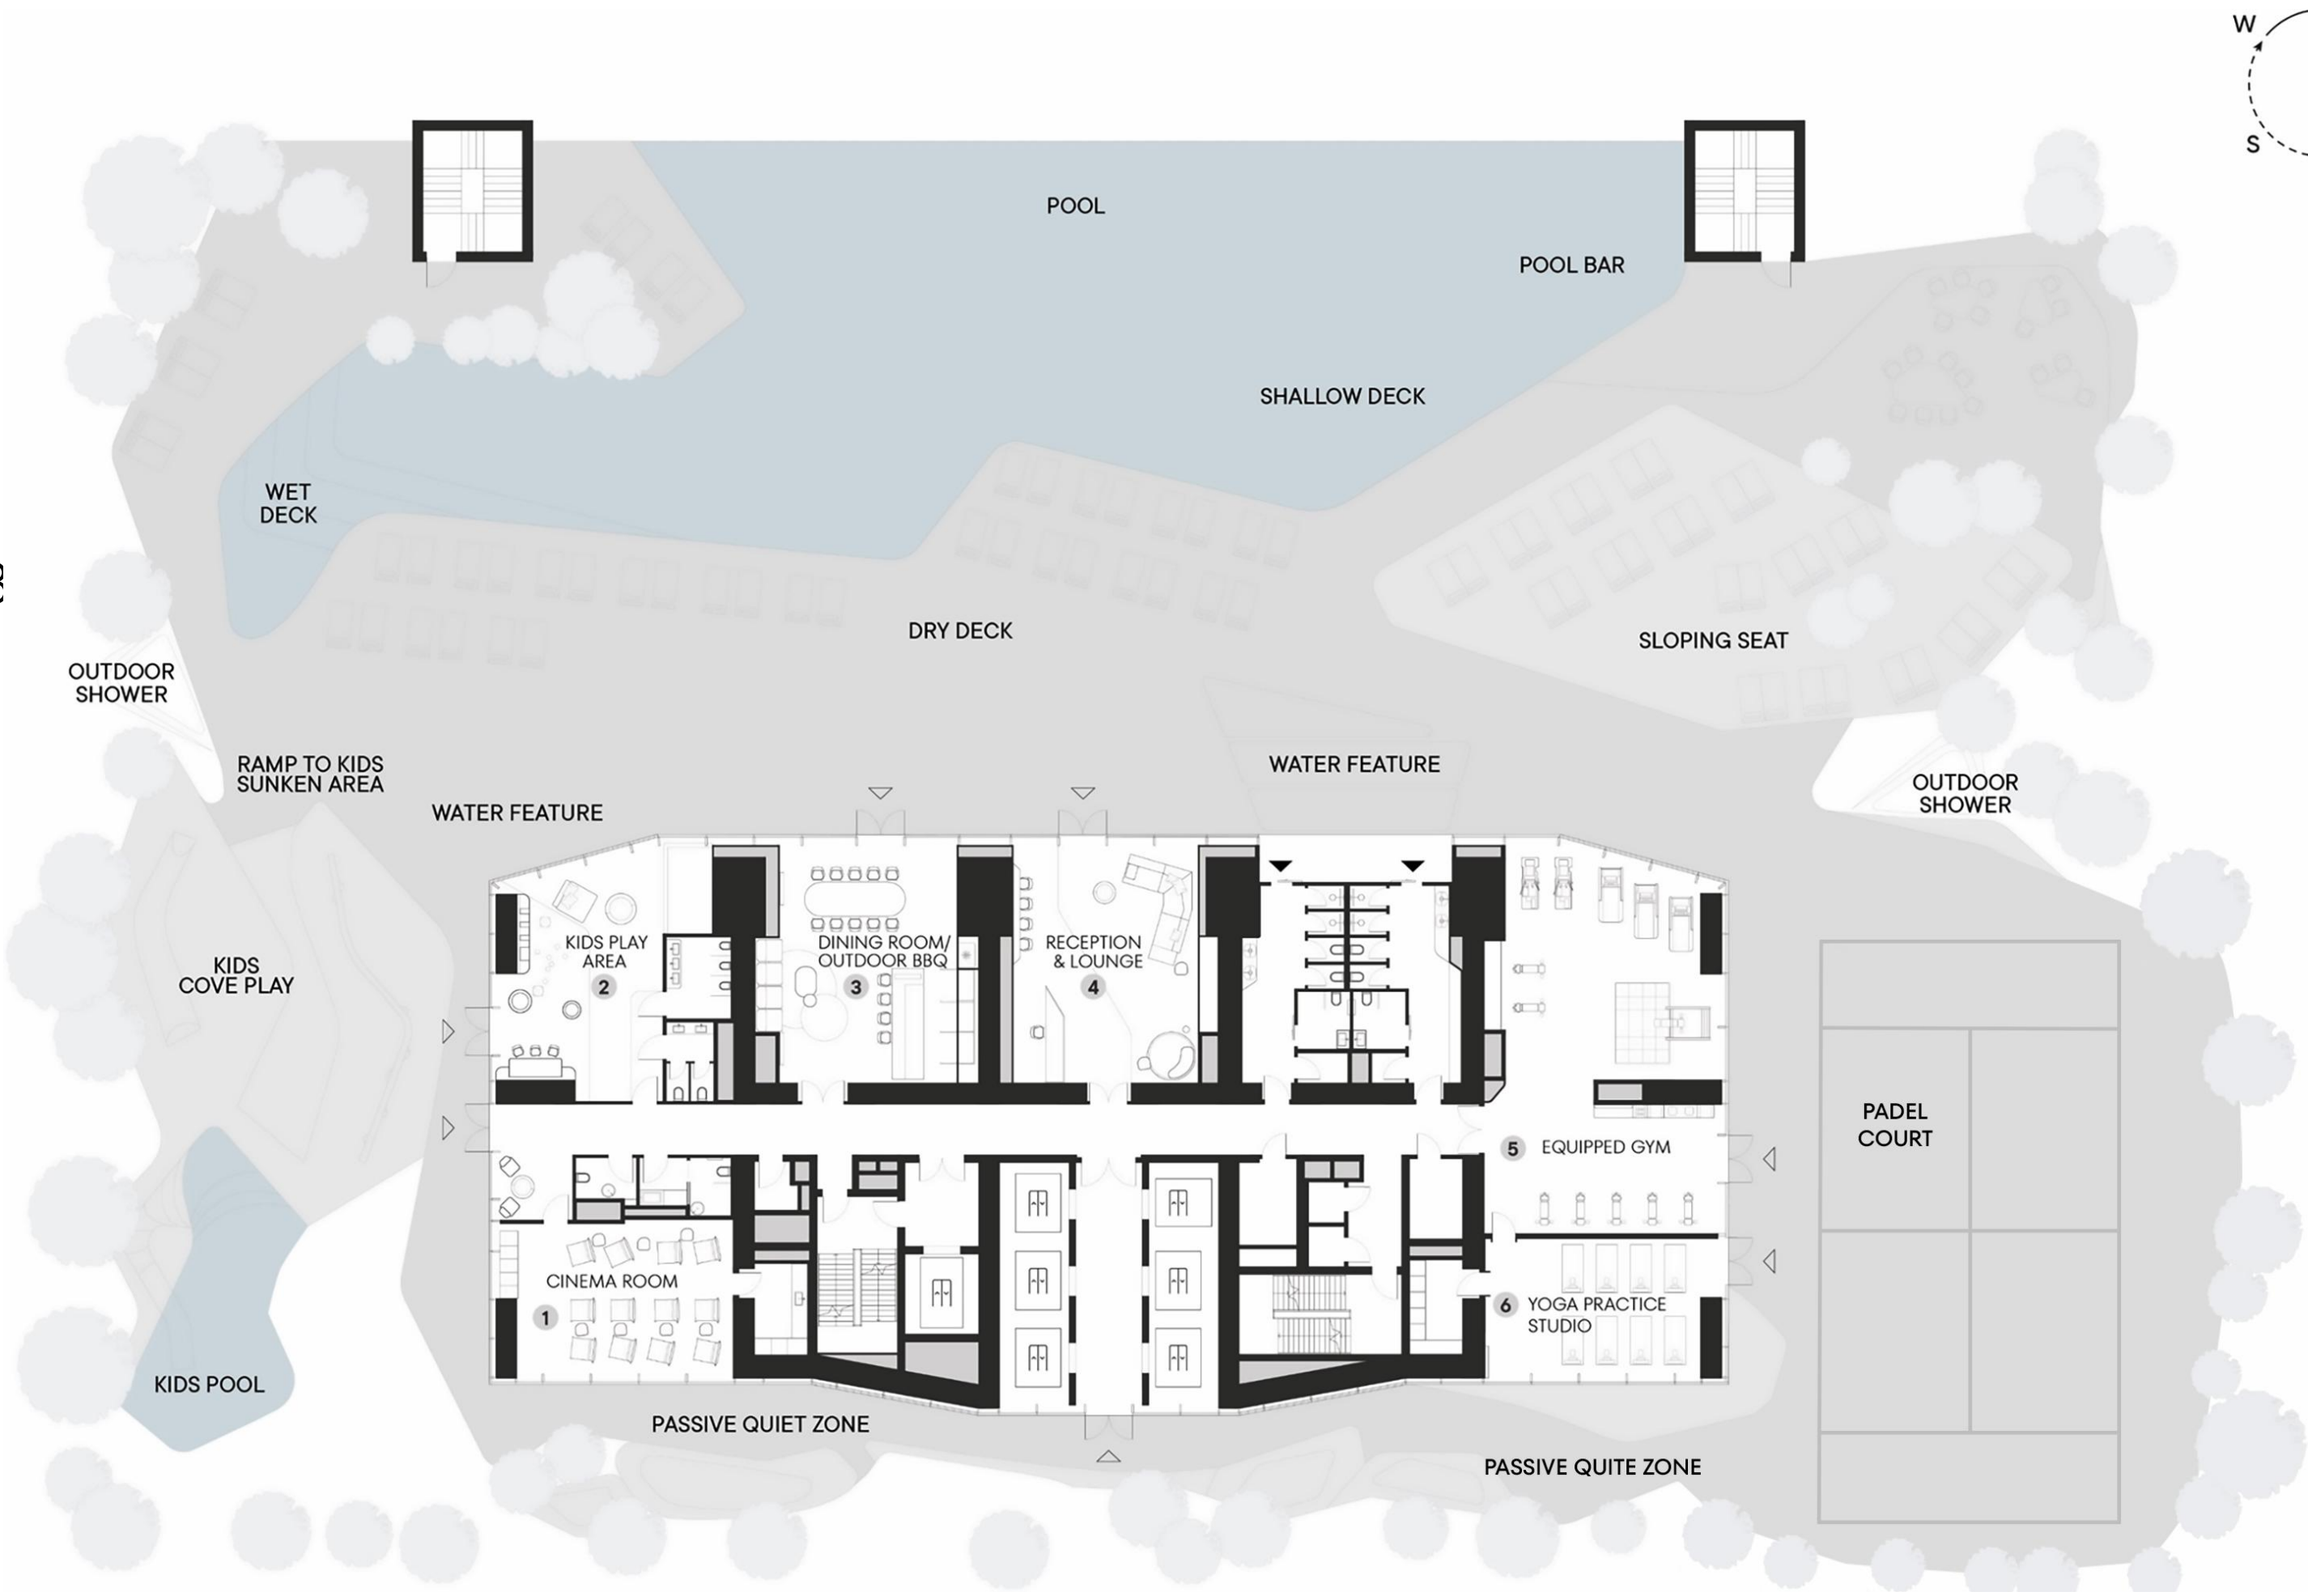 W
S
POOL
POOL BAR
SHALLOW DECK
WET
DECK
DRY DECK
SLOPING SEAT
OUTDOOR
SHOWER
RAMP TO KIDS
SUNKEN AREA
WATER FEATURE
WATER FEATURE
OUTDOOR
SHOWER
KIDS
COVE PLAY
KIDS PLAY
AREA
2
DINING ROOM/
OUTDOOR BBQ
3
RECEPTION
& LOUNGE
4
PADEL
COURT
5 EQUIPPED GYM
CINEMA ROOM
1
6 YOGA PRACTICE
STUDIO
KIDS POOL
PASSIVE QUIET ZONE
PASSIVE QUITE ZONE